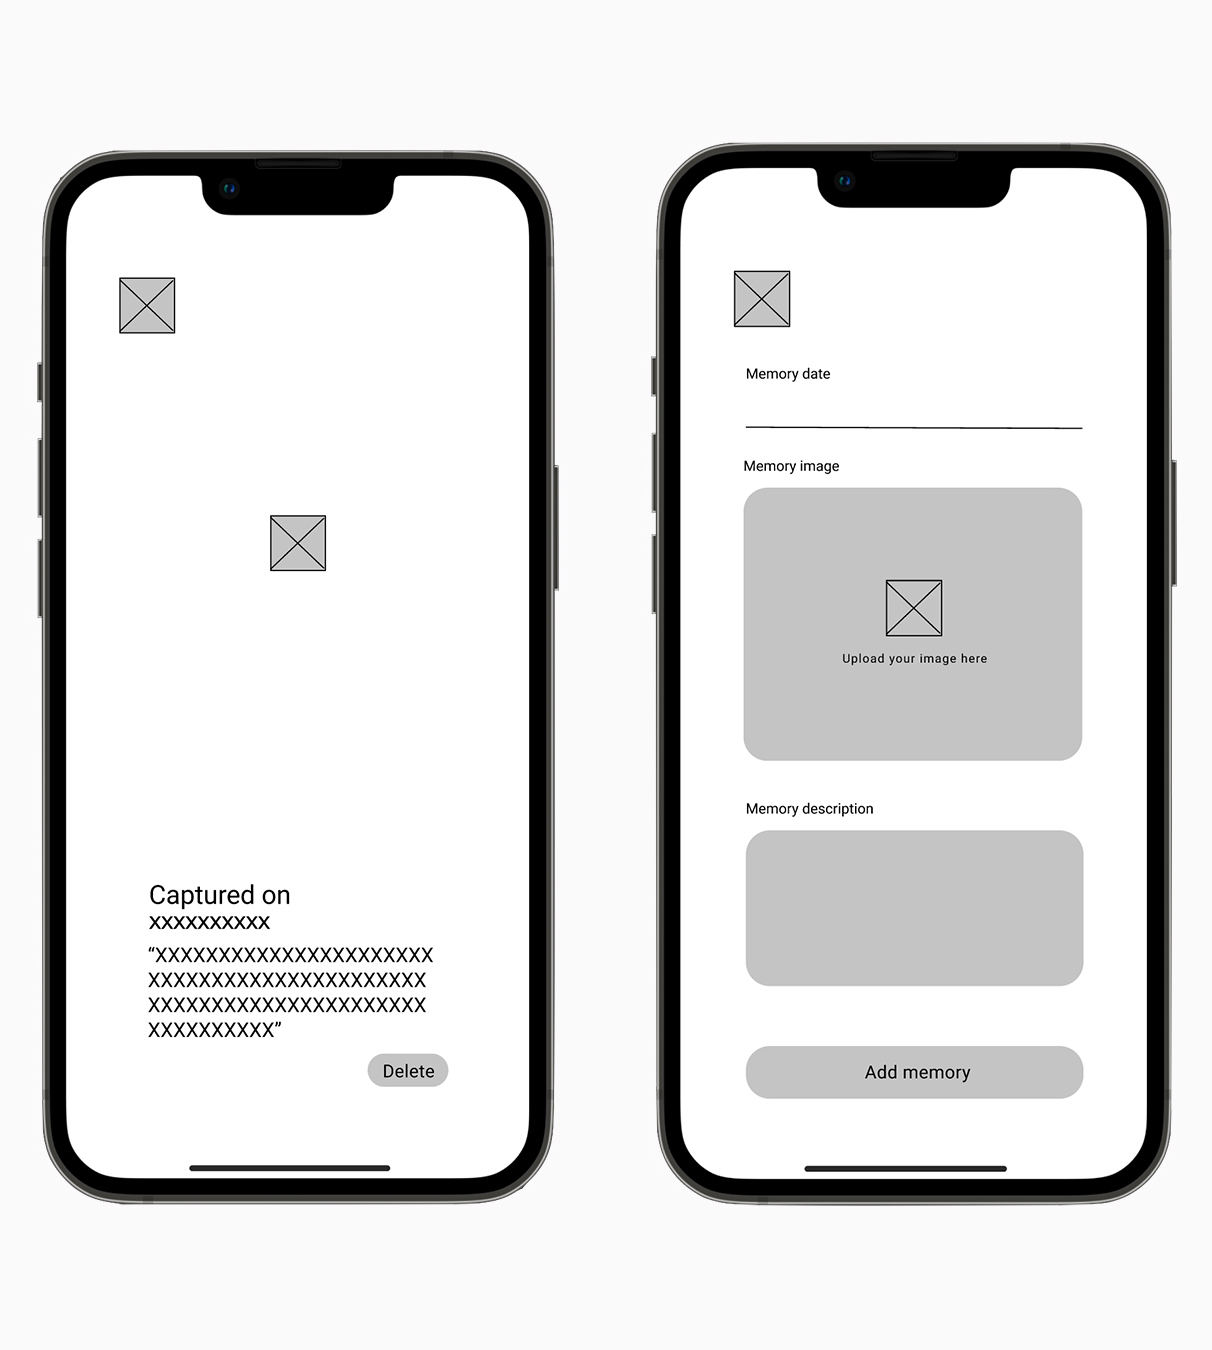 Captured on
xxxxxxxxxx
“XXXXXXXXXXXXXXXXXXXXXX
XXXXXXXXXXXXXXXXXXXXXX
XXXXXXXXXXXXXXXXXXXXXX
XXXXXXXXXX”
Delete
Memory date
Memory image
Upload your image here
Memory description
Add memory